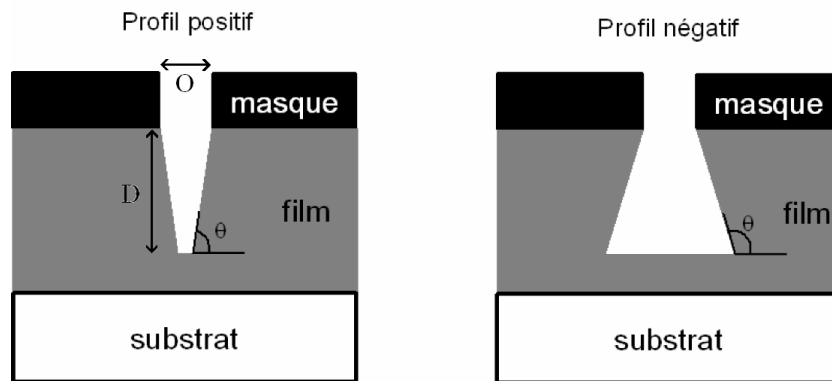 Profil positif
O
masque
D
film
θ
substrat
Profil négatif
masque
film
θ
substrat